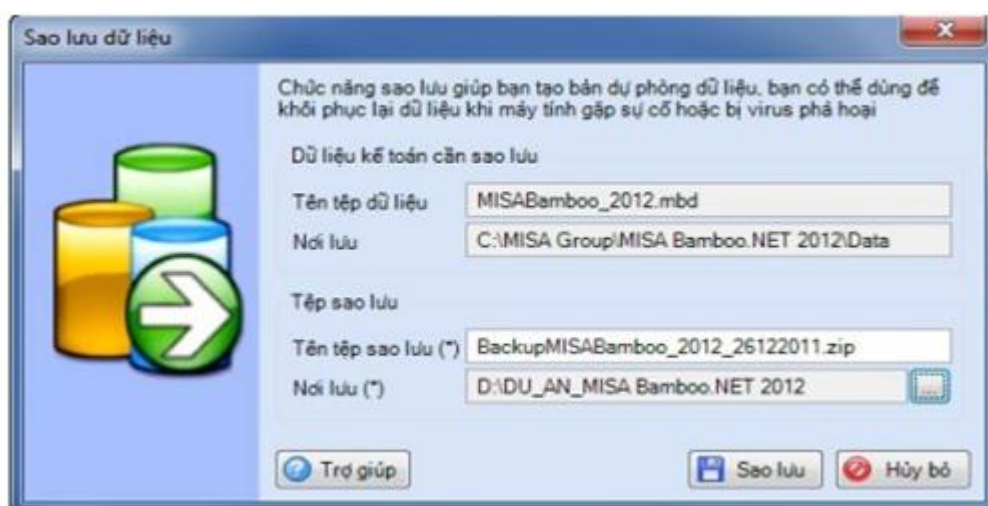 Sao lưu dữ liệu
Chức năng sao lưu giúp bạn tạo bản dự phòng dữ liệu, bạn có thể dùng để
khôi phục lại dữ liệu khi máy tính gặp sự cố hoặc bị virus phá hoại
Dữ liệu kế toán cần sao lưu
Tên tệp dữ liệu MISABamboo_2012.mbd
Nơi lưu C:\MISA Group\MISA Bamboo.NET 2012\Data
Tệp sao lưu
Tên tệp sao lưu (*) BackupMISABamboo_2012_26122011.zip
Nơi lưu (*) D:\DU_AN_MISA Bamboo.NET 2012 ...
Trợ giúp Sao lưu Hủy bỏ